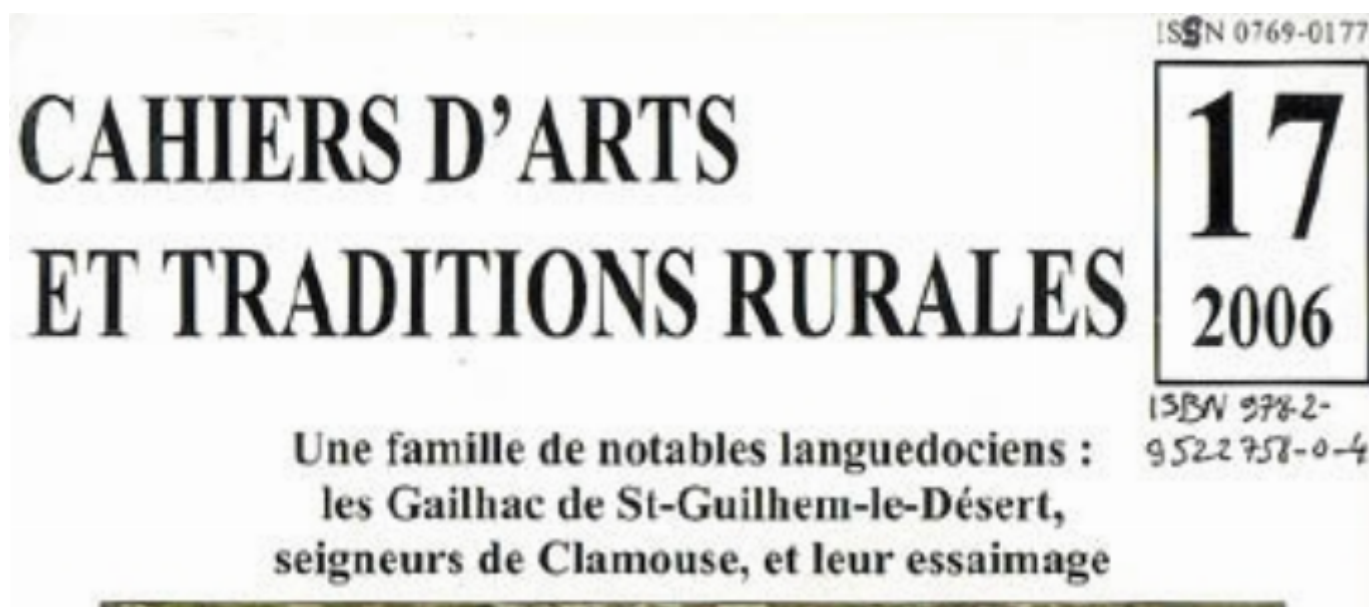 ISSN 0769-0177
CAHIERS D'ARTS
ET TRADITIONS RURALES
17
2006
ISBN 978-2-
9522758-0-4
Une famille de notables languedociens :
les Gailhac de St-Guilhem-le-Désert,
seigneurs de Clamouse, et leur essaimage